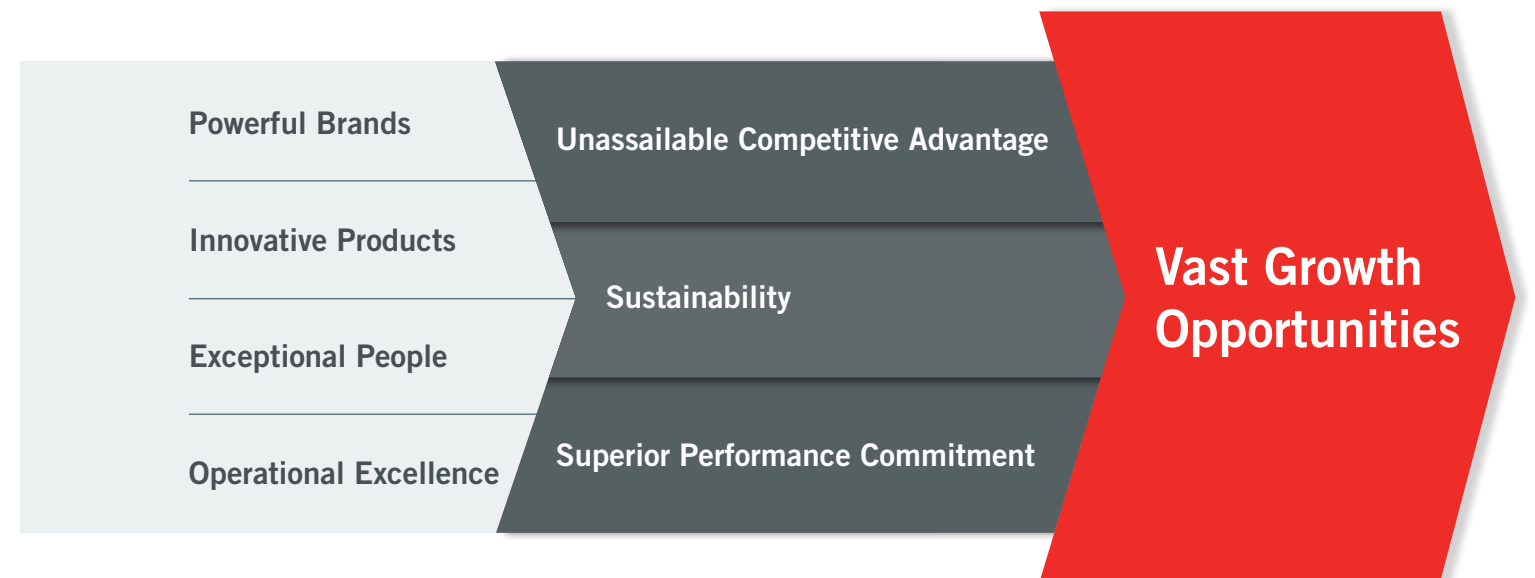 Powerful Brands
Innovative Products
Exceptional People
Operational Excellence
Unassailable Competitive Advantage
Sustainability
Superior Performance Commitment
Vast Growth
Opportunities